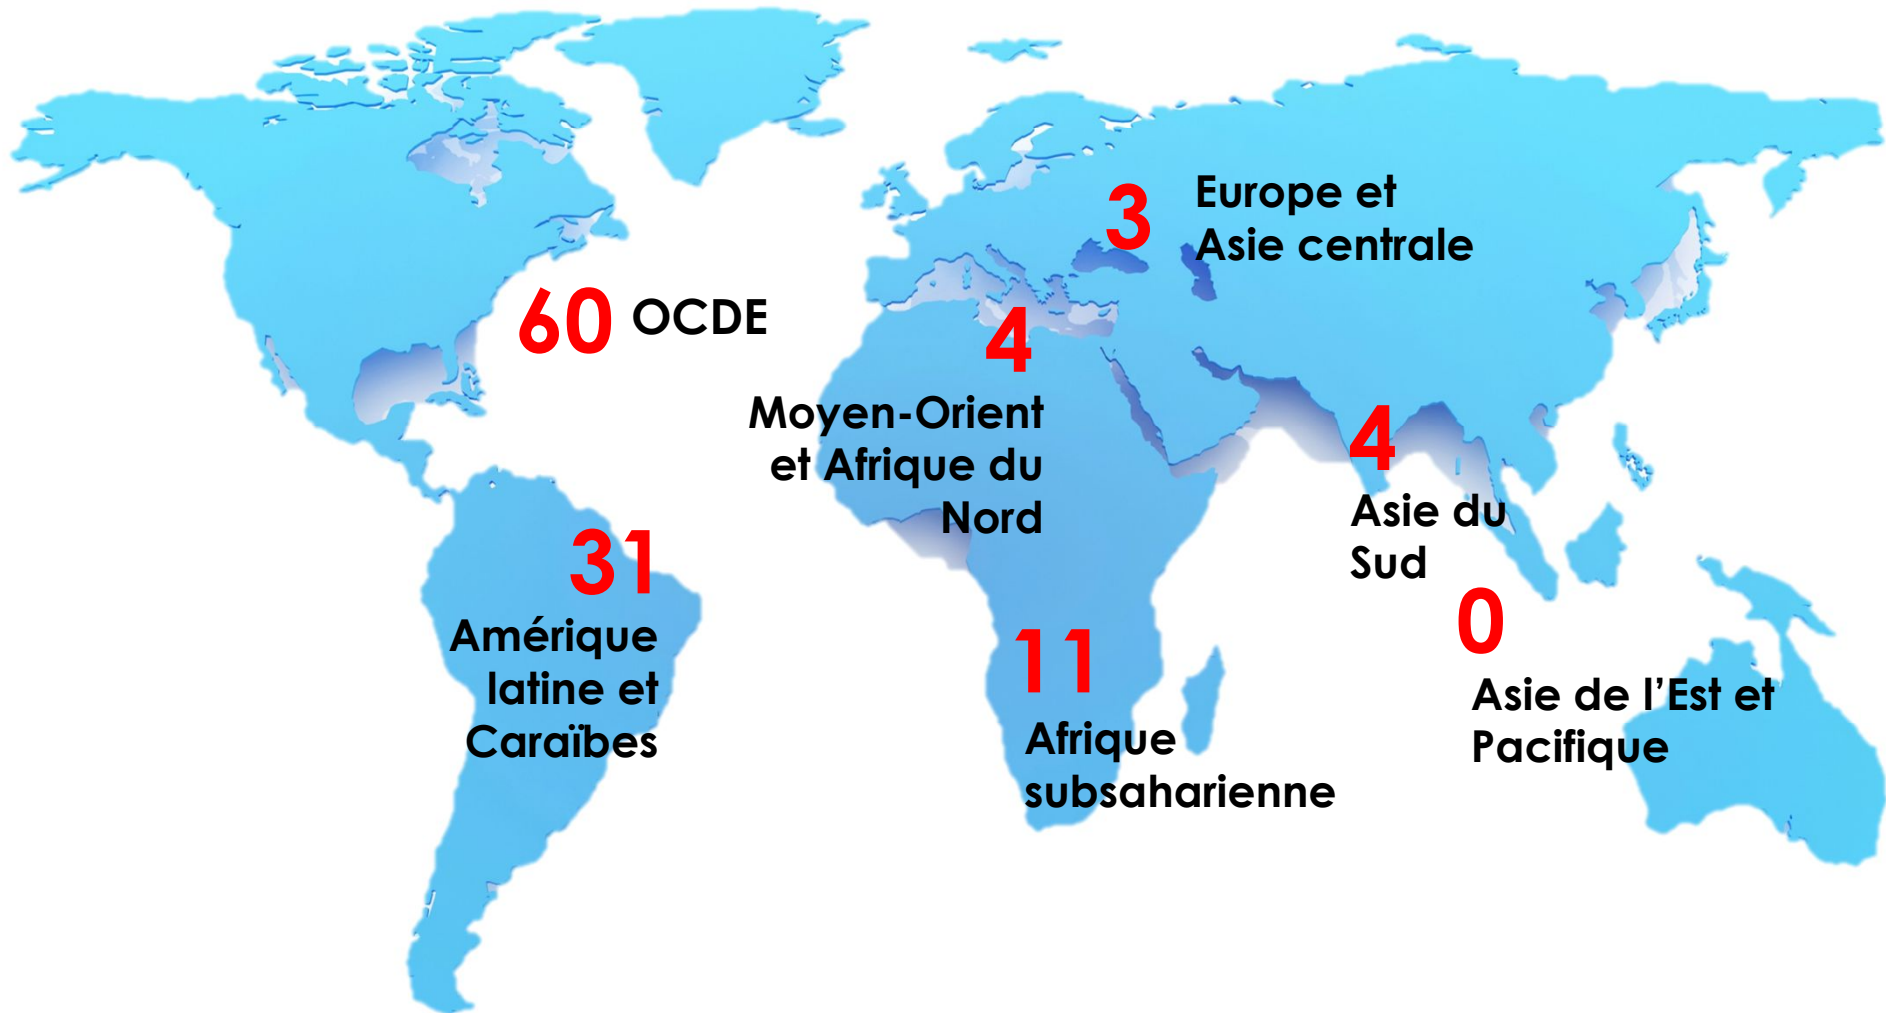 3
Europe et
Asie centrale
60 OCDE
4
Moyen-Orient
et Afrique du
Nord
4
Asie du
Sud
31
Amérique
latine et
Caraïbes
11
Afrique
subsaharienne
0
Asie de l’Est et
Pacifique